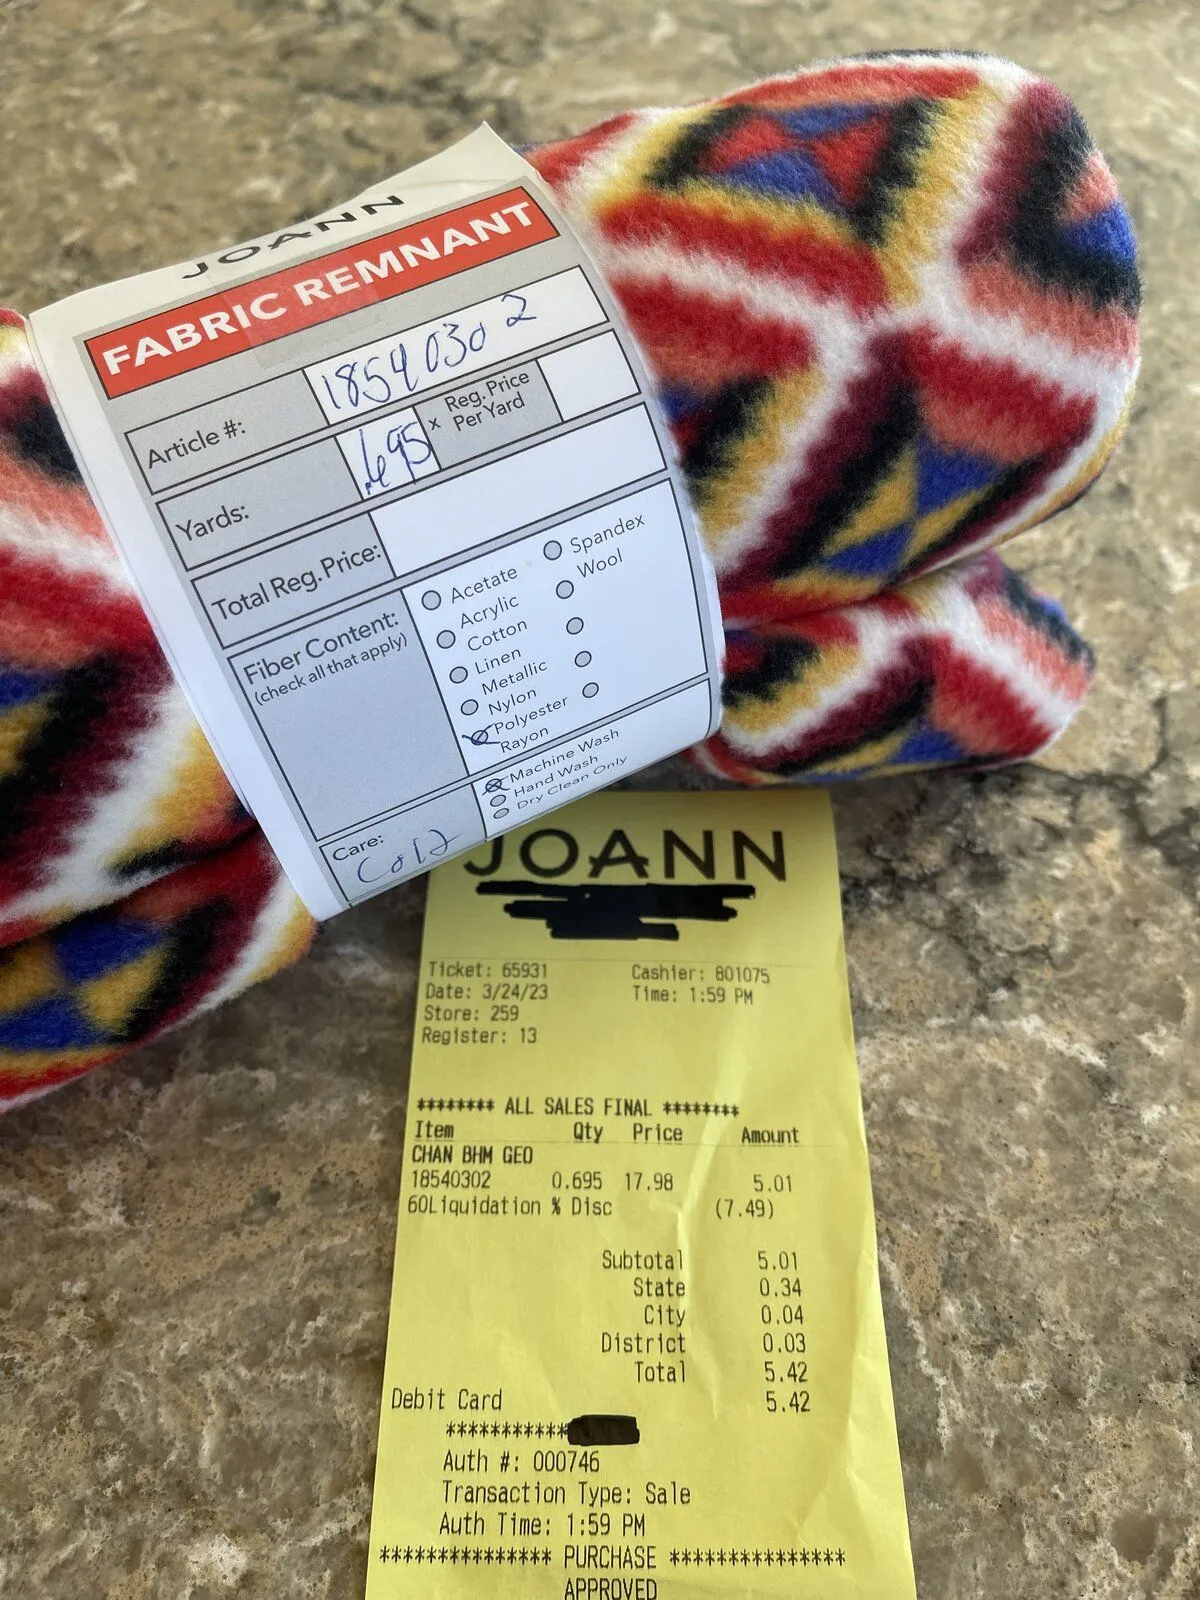 JOANN
FABRIC REMNANT
Article #: 18540302
Yards: .695 x Reg. Price Per Yard
Total Reg. Price:
Fiber Content:
(check all that apply)
Acetate
Acrylic
Cotton
Linen
Metallic
Nylon
Polyester
Rayon
Spandex
Wool
Care: Cold
Machine Wash
Hand Wash
Dry Clean Only
JOANN
Ticket: 65931 Cashier: 801075
Date: 3/24/23 Time: 1:59 PM
Store: 259
Register: 13
******** ALL SALES FINAL ********
Item Qty Price Amount
CHAN BHM GEO
18540302 0.695 17.98 5.01
60Liquidation % Disc (7.49)
Subtotal 5.01
State 0.34
City 0.04
District 0.03
Total 5.42
Debit Card 5.42
***********
Auth #: 000746
Transaction Type: Sale
Auth Time: 1:59 PM
*************** PURCHASE ***************
APPROVED